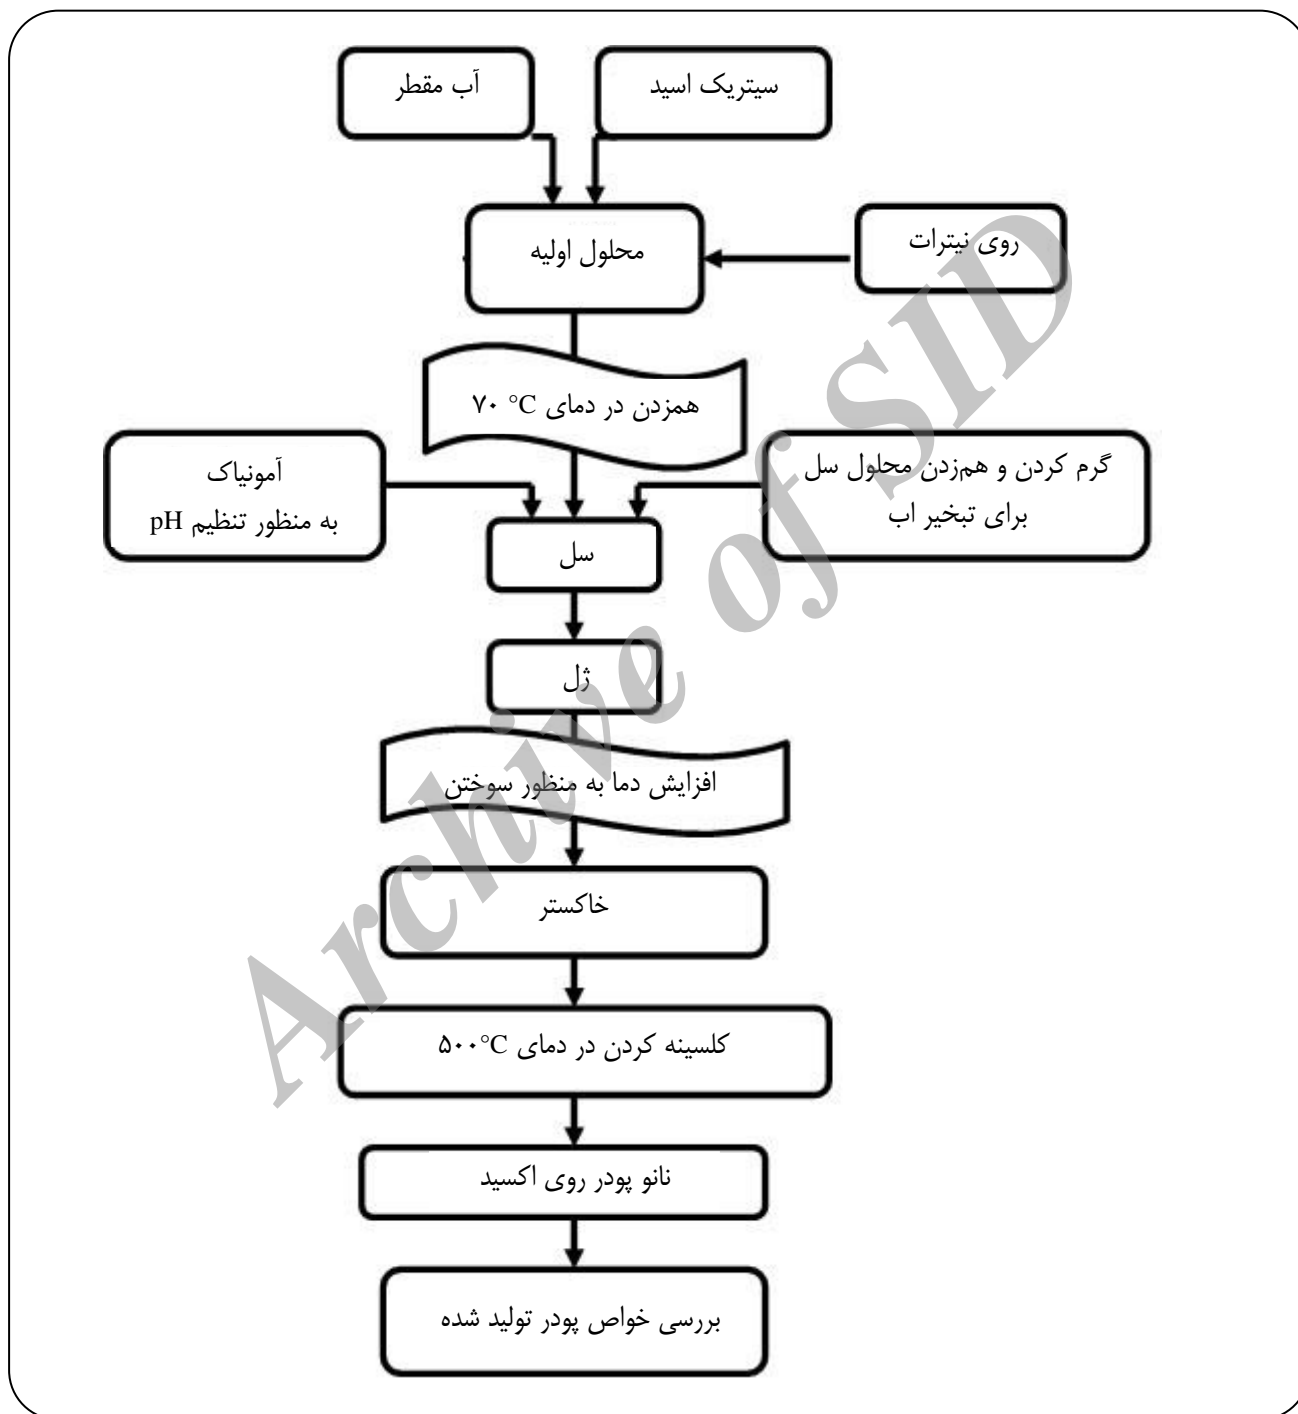 سیتریک اسید
آب مقطر
محلول اولیه
روی نیترات
همزدن در دمای ۷۰ °C
گرم کردن و هم‌زدن محلول سل
برای تبخیر اب
آمونیاک
به منظور تنظیم pH
سل
ژل
افزایش دما به منظور سوختن
خاکستر
کلسینه کردن در دمای ۵۰۰°C
نانو پودر روی اکسید
بررسی خواص پودر تولید شده
Archive of SID